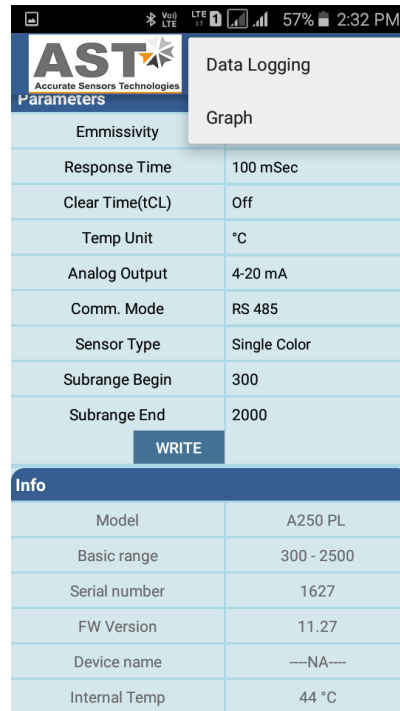 Voi) LTE LTE 1 57% 2:32 PM
AST
Accurate Sensors Technologies
Data Logging
Graph
Parameters
Emmissivity
Response Time 100 mSec
Clear Time(tCL) Off
Temp Unit °C
Analog Output 4-20 mA
Comm. Mode RS 485
Sensor Type Single Color
Subrange Begin 300
Subrange End 2000
WRITE
Info
Model A250 PL
Basic range 300 - 2500
Serial number 1627
FW Version 11.27
Device name ----NA----
Internal Temp 44 °C